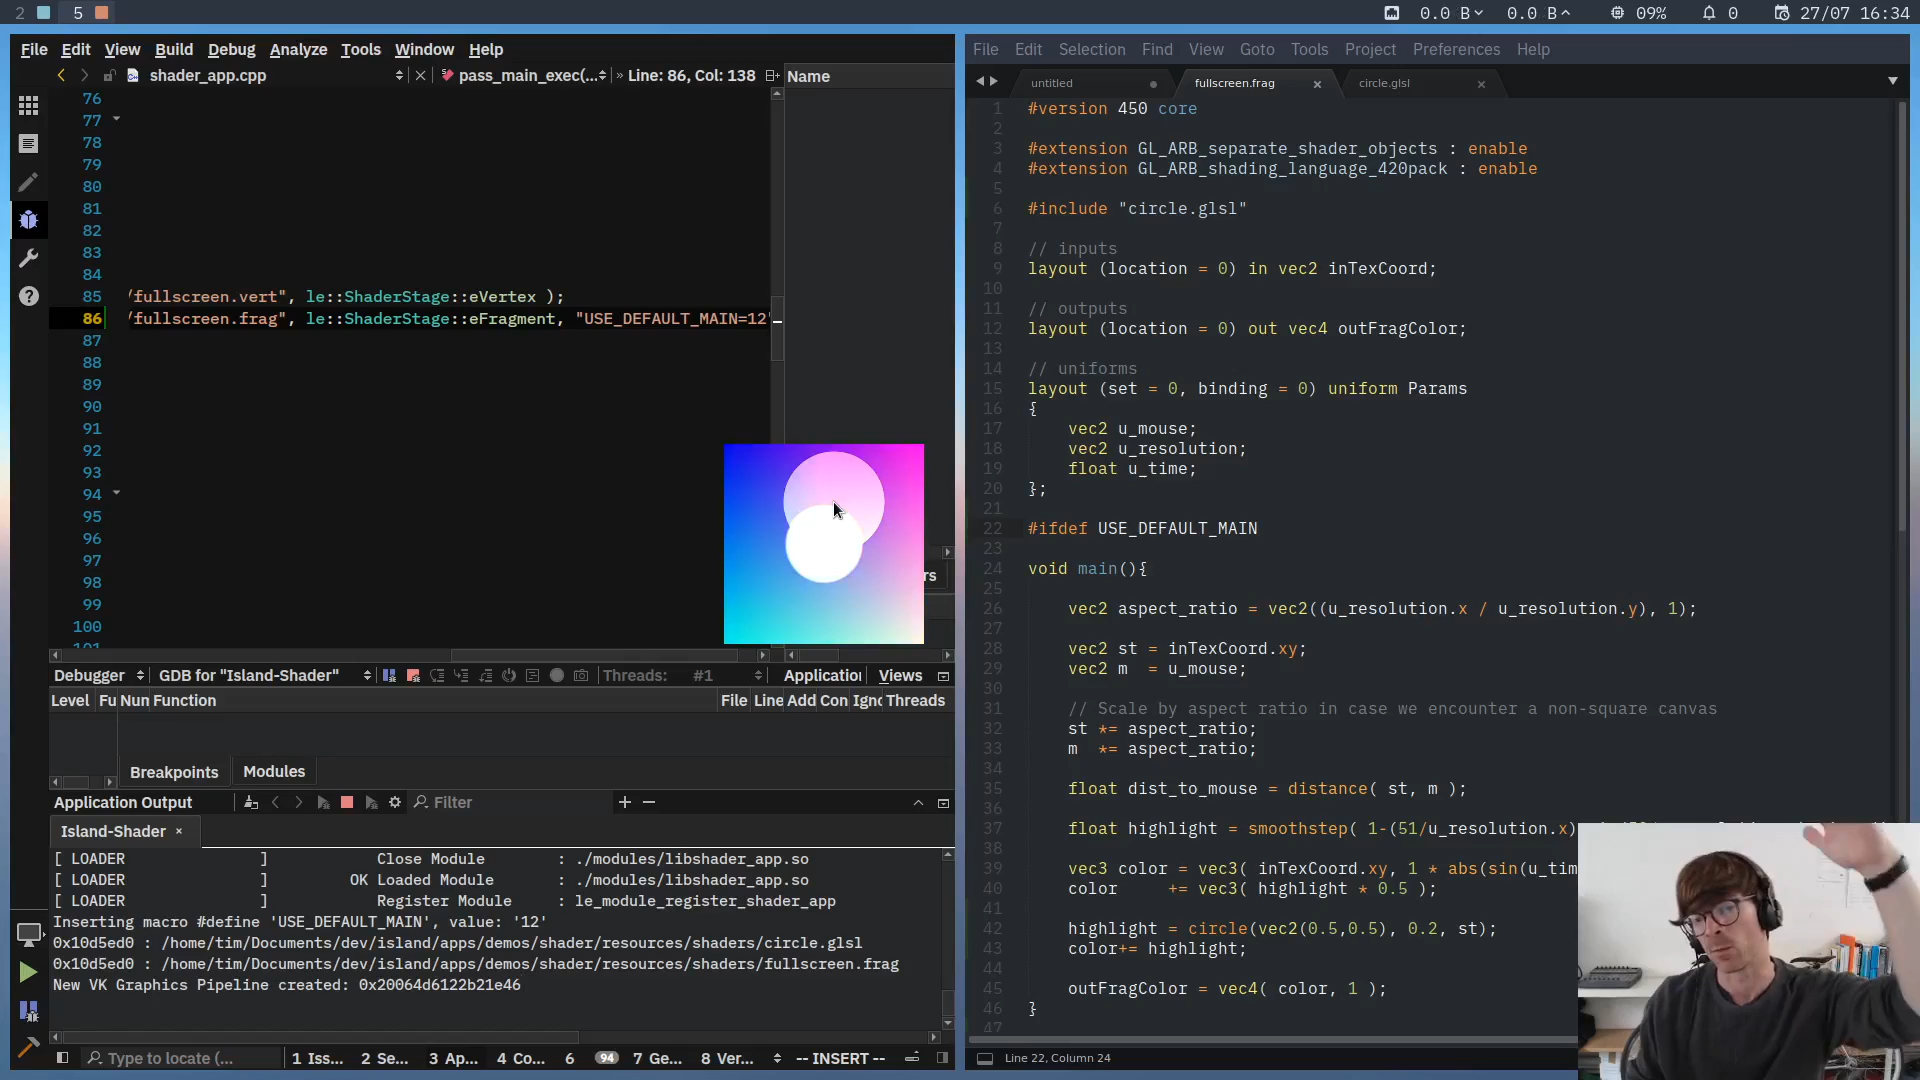 2
5
0.0 B
0.0 B
09%
0
27/07 16:34
File Edit View Build Debug Analyze Tools Window Help
shader_app.cpp
pass_main_exec(...
» Line: 86, Col: 138
Name
76
77
78
79
80
81
82
83
84
85 /fullscreen.vert", le::ShaderStage::eVertex );
86 /fullscreen.frag", le::ShaderStage::eFragment, "USE_DEFAULT_MAIN=12"
87
88
89
90
91
92
93
94
95
96
97
98
99
100
101
rs
Debugger
GDB for "Island-Shader"
Threads: #1
Views
Level
Nun
Function
File
Line
Add
Con
Threads
Breakpoints
Modules
Application Output
Filter
Island-Shader
[ LOADER ] Close Module : ./modules/libshader_app.so
[ LOADER ] OK Loaded Module : ./modules/libshader_app.so
[ LOADER ] Register Module : le_module_register_shader_app
Inserting macro #define 'USE_DEFAULT_MAIN', value: '12'
0x10d5ed0 : /home/tim/Documents/dev/island/apps/demos/shader/resources/shaders/circle.glsl
0x10d5ed0 : /home/tim/Documents/dev/island/apps/demos/shader/resources/shaders/fullscreen.frag
New VK Graphics Pipeline created: 0x20064d6122b21e46
Type to locate (...
1 Iss...
2 Se...
3 Ap...
4 Co...
6
94
7 Ge...
8 Ver...
-- INSERT --
File Edit Selection Find View Goto Tools Project Preferences Help
untitled
fullscreen.frag
circle.glsl
1 #version 450 core
2
3 #extension GL_ARB_separate_shader_objects : enable
4 #extension GL_ARB_shading_language_420pack : enable
5
6 #include "circle.glsl"
7
8 // inputs
9 layout (location = 0) in vec2 inTexCoord;
10
11 // outputs
12 layout (location = 0) out vec4 outFragColor;
13
14 // uniforms
15 layout (set = 0, binding = 0) uniform Params
16 {
17 vec2 u_mouse;
18 vec2 u_resolution;
19 float u_time;
20 };
21
22 #ifdef USE_DEFAULT_MAIN
23
24 void main(){
25
26 vec2 aspect_ratio = vec2((u_resolution.x / u_resolution.y), 1);
27
28 vec2 st = inTexCoord.xy;
29 vec2 m = u_mouse;
30
31 // Scale by aspect ratio in case we encounter a non-square canvas
32 st *= aspect_ratio;
33 m *= aspect_ratio;
34
35 float dist_to_mouse = distance( st, m );
36
37 float highlight = smoothstep( 1-(51/u_resolution.x)
38
39 vec3 color = vec3( inTexCoord.xy, 1 * abs(sin(u_tim
40 color += vec3( highlight * 0.5 );
41
42 highlight = circle(vec2(0.5,0.5), 0.2, st);
43 color+= highlight;
44
45 outFragColor = vec4( color, 1 );
46 }
47
Line 22, Column 24